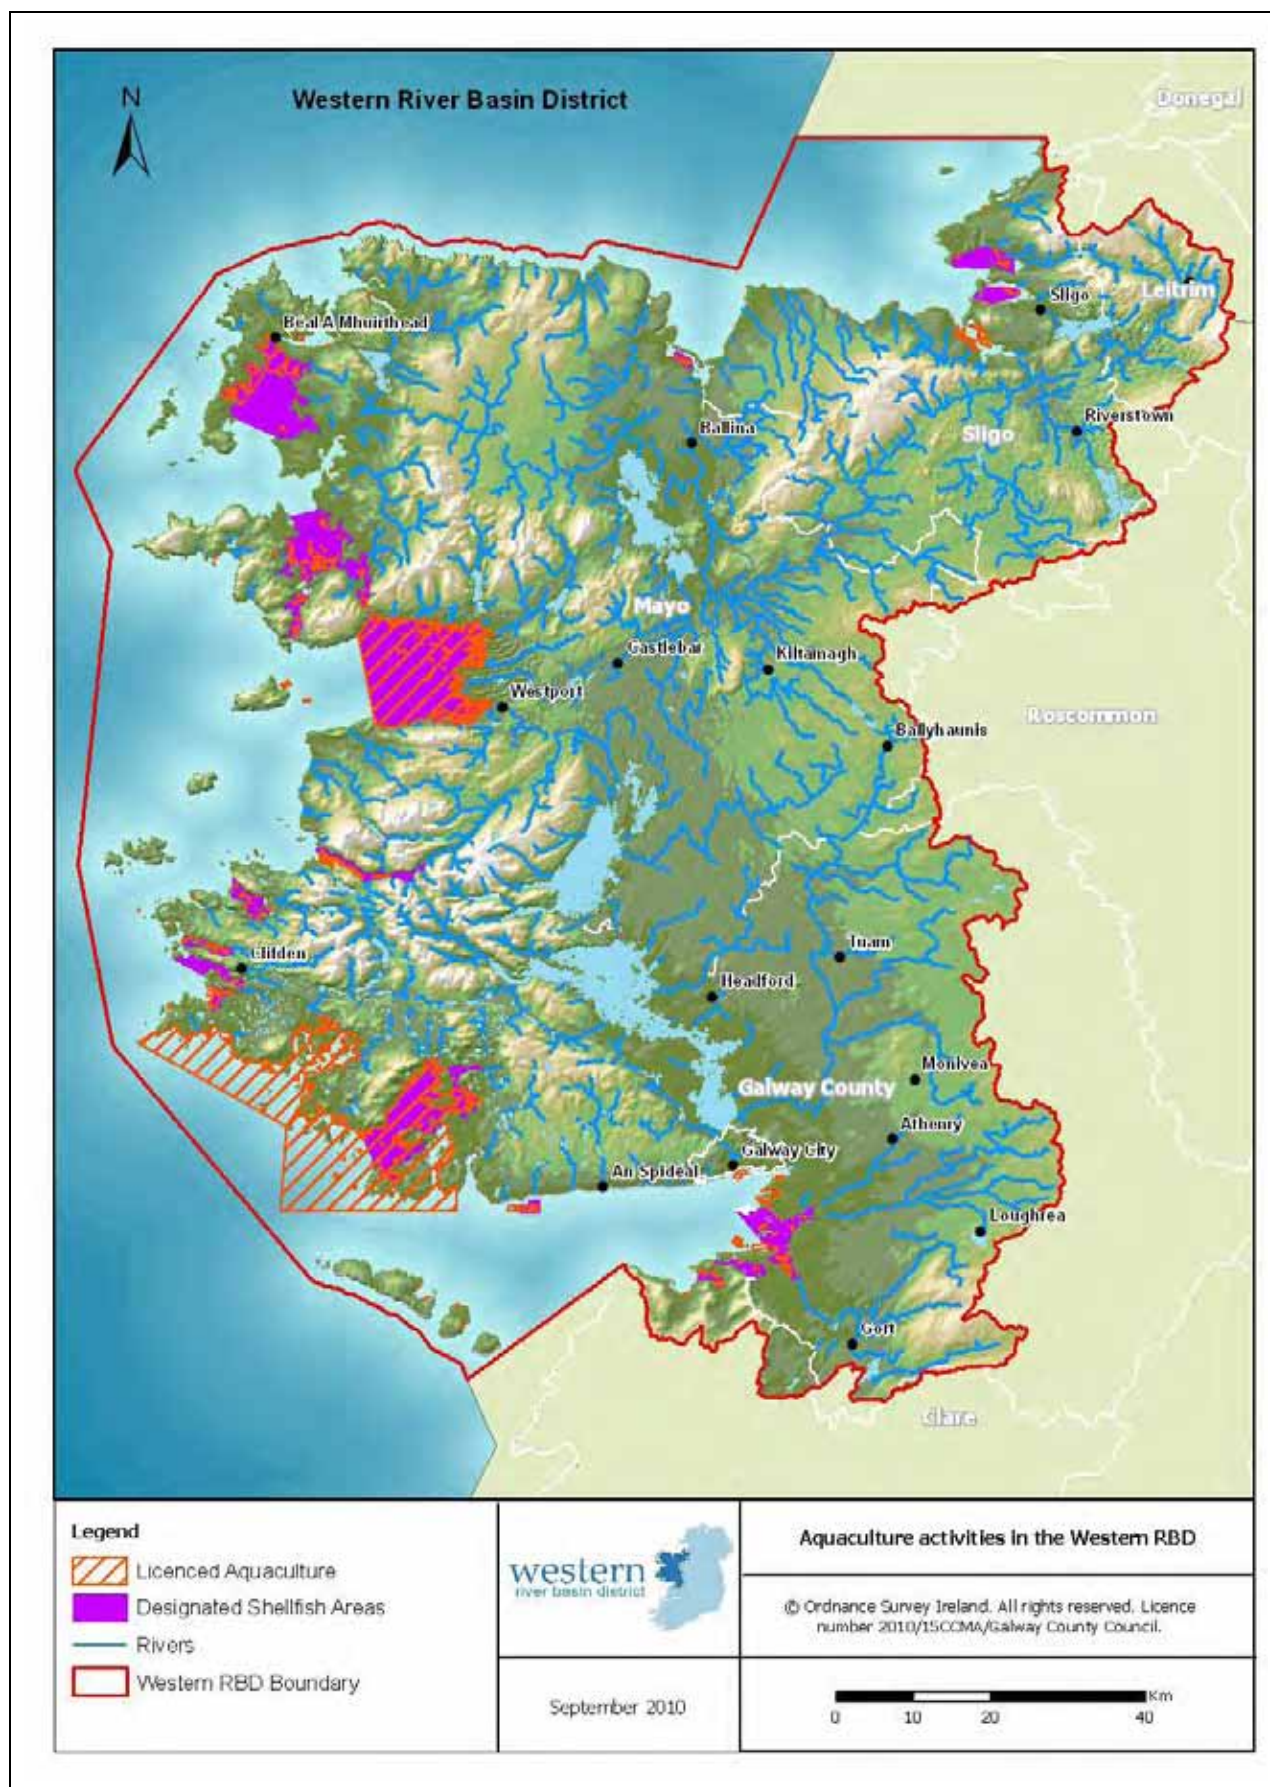 N
Western River Basin District
Donegal
Leitrim
Sligo
Beal A Mhuirthead
Riverstown
Ballina
Sligo
Mayo
Castlebar
Kiltamagh
Westport
Roscommon
Ballyhaunis
Tuam
Clifden
Headford
Monivea
Galway County
Athenry
Galway City
An Spideal
Loughrea
Gort
Clare
Legend
Licenced Aquaculture
Designated Shellfish Areas
Rivers
Western RBD Boundary
western
river basin district
September 2010
Aquaculture activities in the Western RBD
© Ordnance Survey Ireland. All rights reserved. Licence
number 2010/15CCMA/Galway County Council.
Km
0 10 20 40